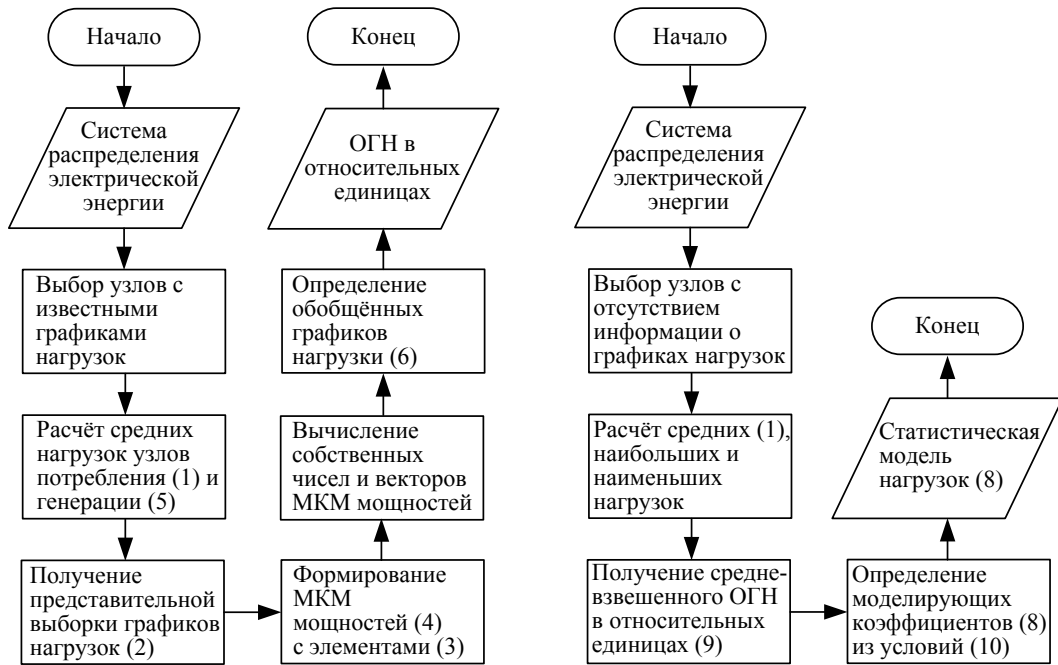 Начало
Система
распределения
электрической
энергии
Выбор узлов с
известными
графиками
нагрузок
Расчёт средних
нагрузок узлов
потребления (1) и
генерации (5)
Получение
представительной
выборки графиков
нагрузок (2)
Формирование
МКМ
мощностей (4)
с элементами (3)
Вычисление
собственных
чисел и векторов
МКМ мощностей
Определение
обобщённых
графиков
нагрузки (6)
ОГН в
относительных
единицах
Конец
Начало
Система
распределения
электрической
энергии
Выбор узлов с
отсутствием
информации о
графиках нагрузок
Расчёт средних (1),
наибольших и
наименьших
нагрузок
Получение средне-
взвешенного ОГН
в относительных
единицах (9)
Определение
моделирующих
коэффициентов (8)
из условий (10)
Статистическая
модель
нагрузок (8)
Конец